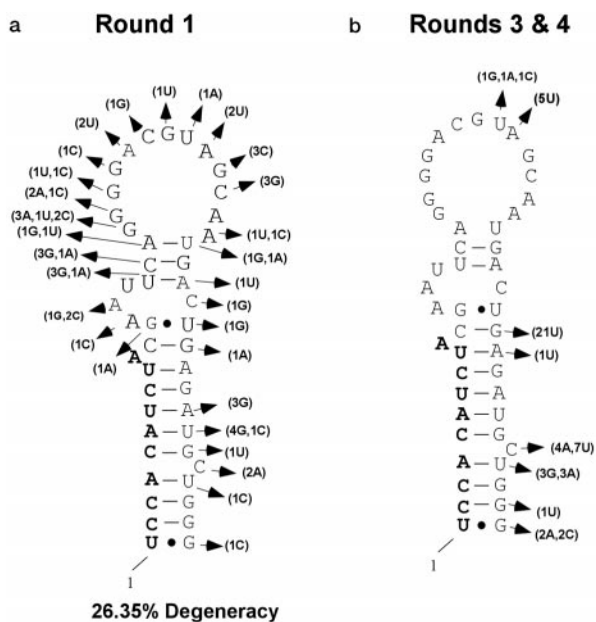 a Round 1
(1U) (1A)
(1G) (2U)
(2U) A C G U A
(1C) G G (3C)
(1U,1C) G C (3G)
(2A,1C) A
(3A,1U,2C) G A (1U,1C)
(1G,1U) A U (1G,1A)
(3G,1A) C G
(3G,1A) U U A (1U)
A C (1G)
(1G,2C) A G U (1G)
(1C) C G (1A)
(1A) A U A
C G
U A (3G)
A U (4G,1C)
C G (1U)
C (2A)
A U (1C)
C G
C G
U G (1C)
1
26.35% Degeneracy
b Rounds 3 & 4
(1G,1A,1C)
(5U)
A C G U A
G G
G C
G A
A A
A U
C G
U U A
A C
A G U
C G (21U)
A U A (1U)
C G
U A
A U
C G
C (4A,7U)
A U (3G,3A)
C G
C G (1U)
U G (2A,2C)
1